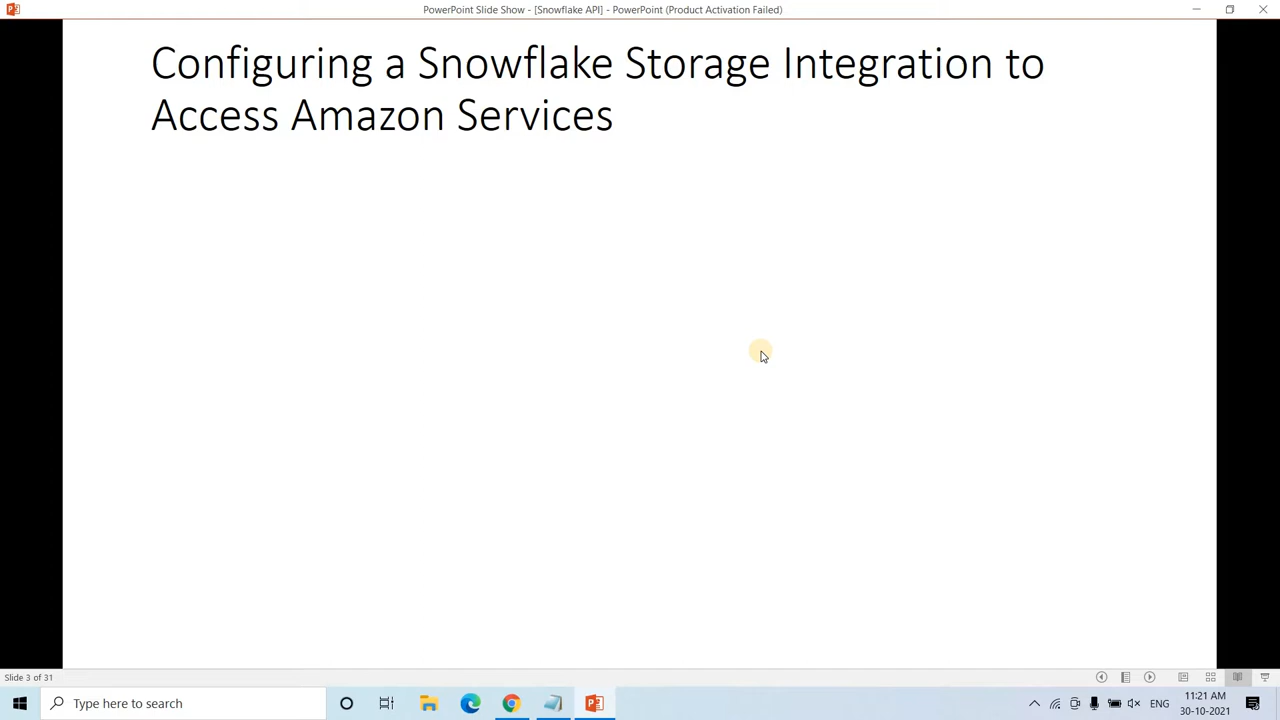 PowerPoint Slide Show - [Snowflake API] - PowerPoint (Product Activation Failed)
Configuring a Snowflake Storage Integration to
Access Amazon Services
Slide 3 of 31
Type here to search
ENG
11:21 AM
30-10-2021